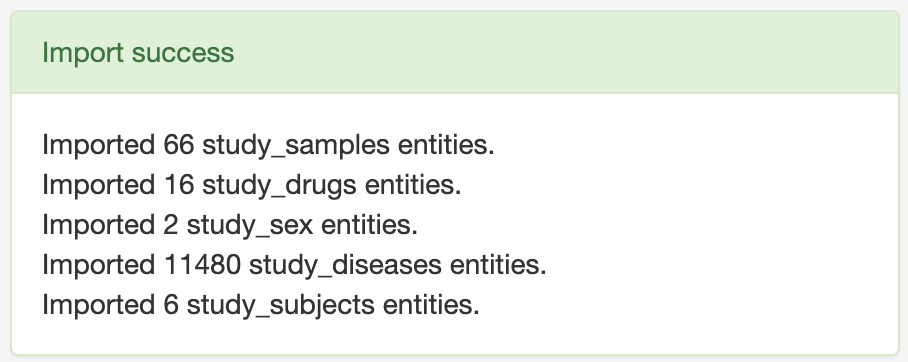 Import success
Imported 66 study_samples entities.
Imported 16 study_drugs entities.
Imported 2 study_sex entities.
Imported 11480 study_diseases entities.
Imported 6 study_subjects entities.